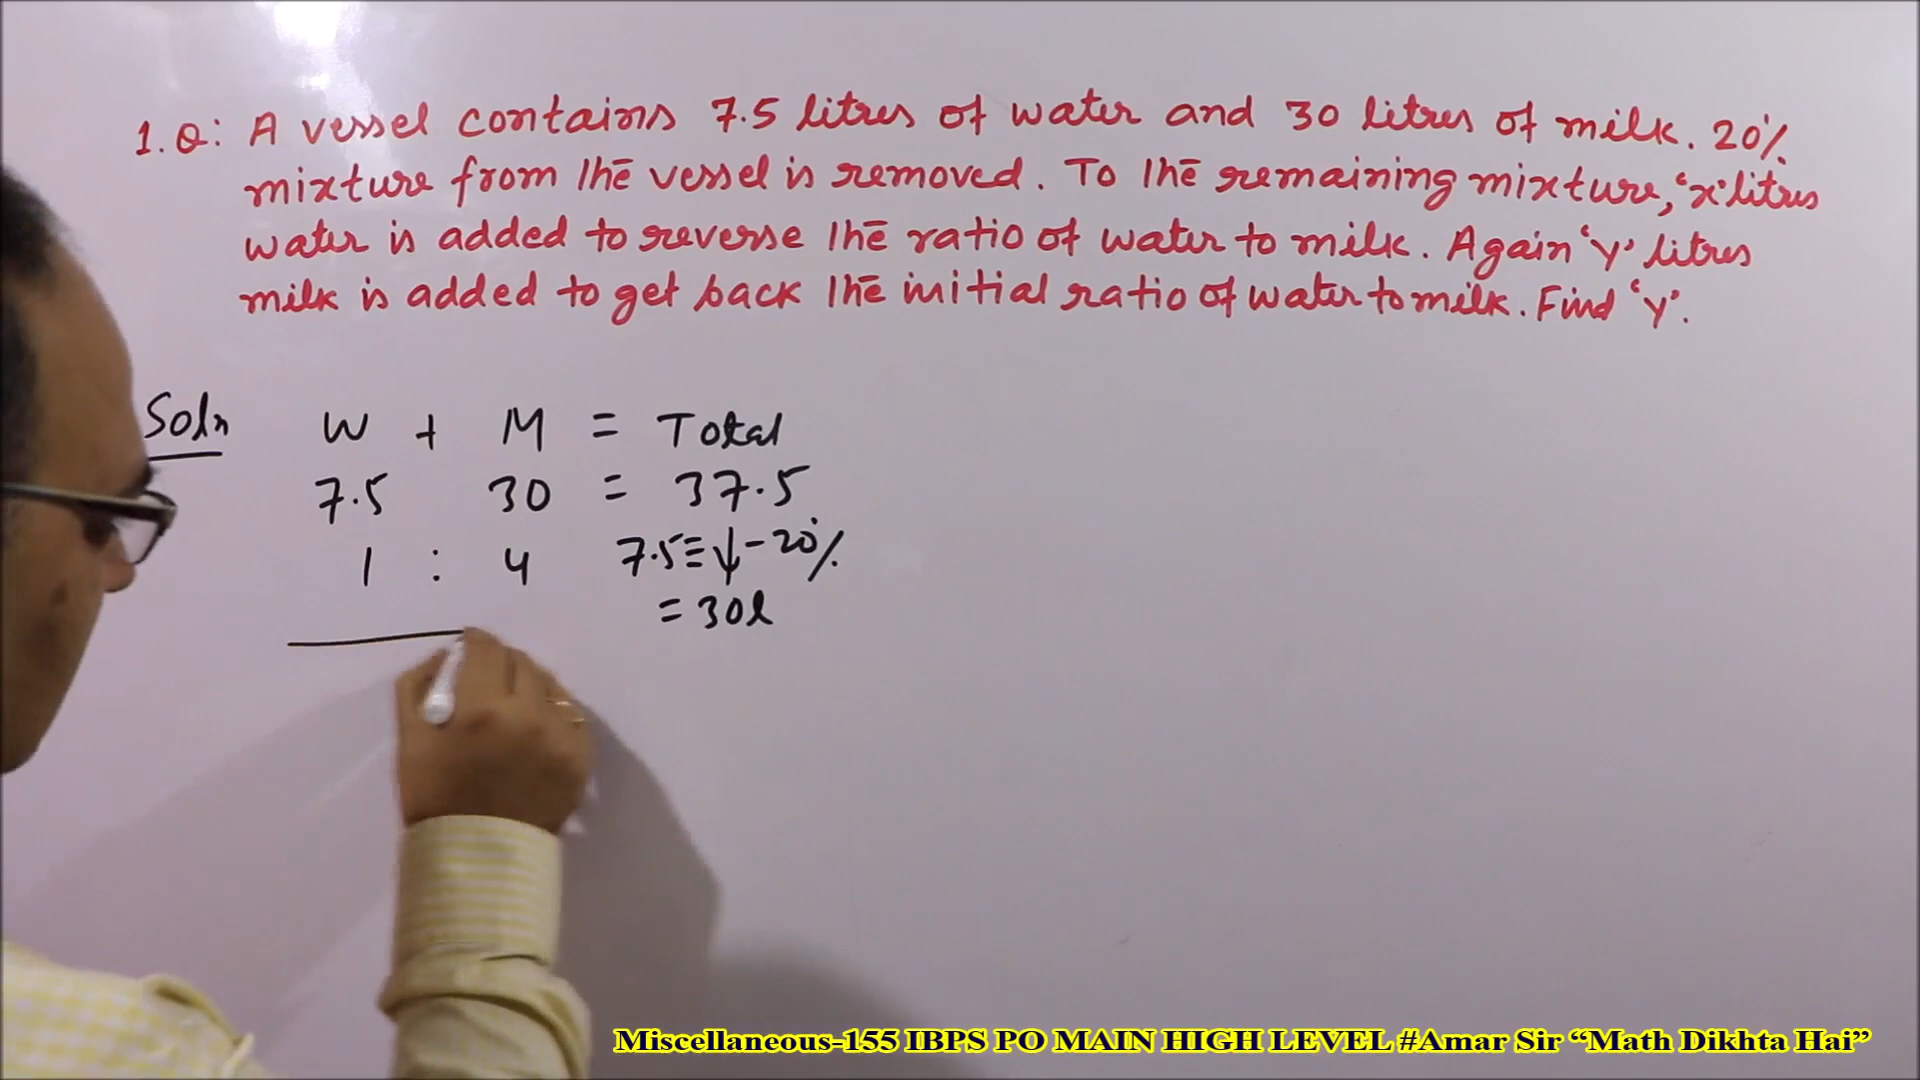 1. Q: A vessel contains 7.5 litres of water and 30 litres of milk. 20%
mixture from the vessel is removed. To the remaining mixture, 'x' litres
water is added to reverse the ratio of water to milk. Again 'y' litres
milk is added to get back the initial ratio of water to milk. Find 'y'.
Soln W + M = Total
7.5 30 = 37.5
1 : 4 7.5 ≡ ↓ - 20%
= 30l
Miscellaneous-155 IBPS PO MAIN HIGH LEVEL #Amar Sir “Math Dikhta Hai”